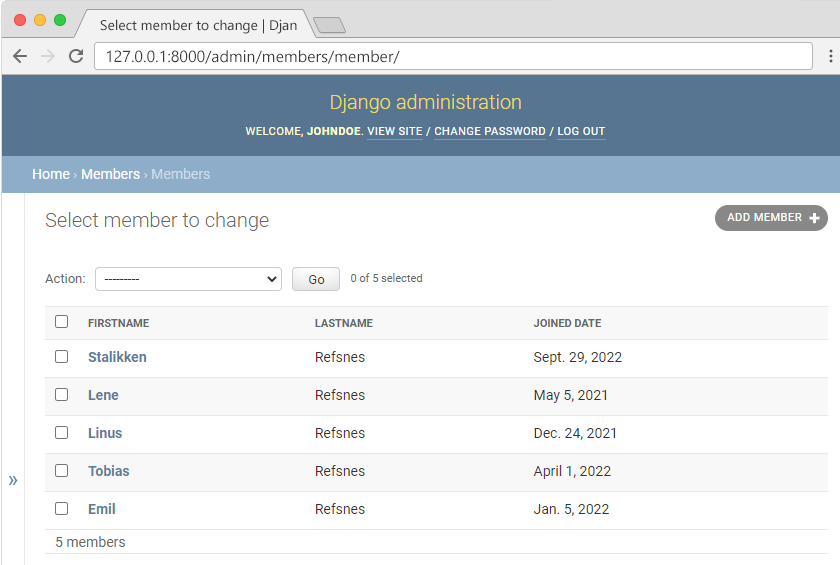 Select member to change | Djan
127.0.0.1:8000/admin/members/member/
Django administration
WELCOME, JOHNDOE. VIEW SITE / CHANGE PASSWORD / LOG OUT
Home › Members › Members
Select member to change
ADD MEMBER +
Action: --------- Go 0 of 5 selected
FIRSTNAME LASTNAME JOINED DATE
Stalikken Refsnes Sept. 29, 2022
Lene Refsnes May 5, 2021
Linus Refsnes Dec. 24, 2021
Tobias Refsnes April 1, 2022
Emil Refsnes Jan. 5, 2022
»
5 members